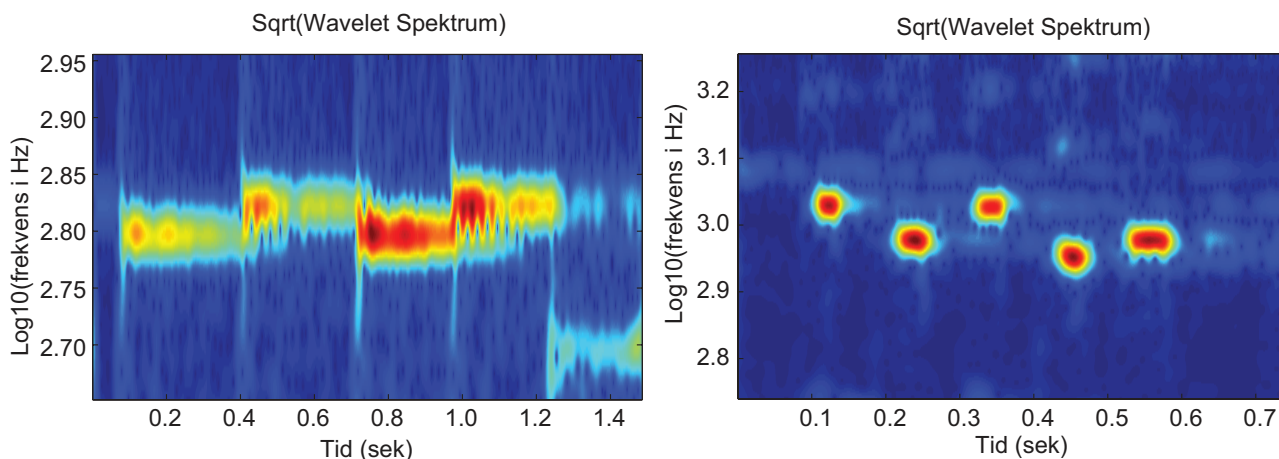 Sqrt(Wavelet Spektrum)
2.95
2.90
2.85
2.80
2.75
2.70
Log10(frekvens i Hz)
0.2 0.4 0.6 0.8 1.0 1.2 1.4
Tid (sek)
Sqrt(Wavelet Spektrum)
3.2
3.1
3.0
2.9
2.8
Log10(frekvens i Hz)
0.1 0.2 0.3 0.4 0.5 0.6 0.7
Tid (sek)